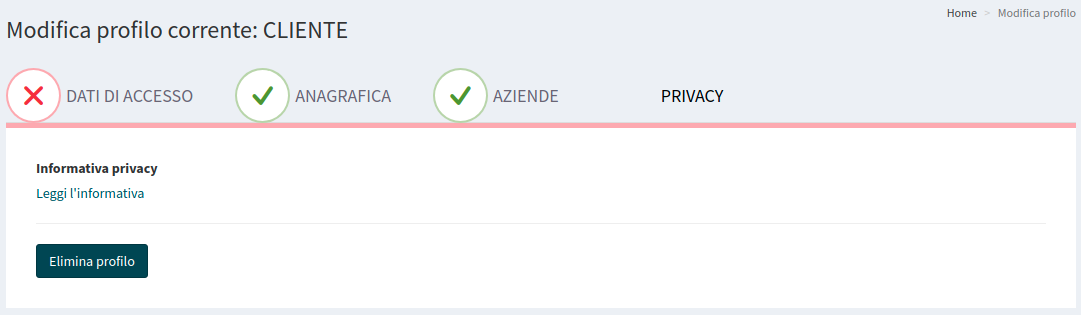 Modifica profilo corrente: CLIENTE
Home > Modifica profilo
DATI DI ACCESSO
ANAGRAFICA
AZIENDE
PRIVACY
Informativa privacy
Leggi l'informativa
Elimina profilo